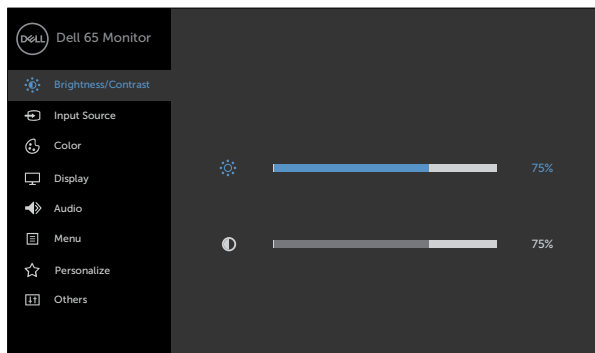 DELL
Dell 65 Monitor
Brightness/Contrast
Input Source
Color
Display
Audio
Menu
Personalize
Others
75%
75%